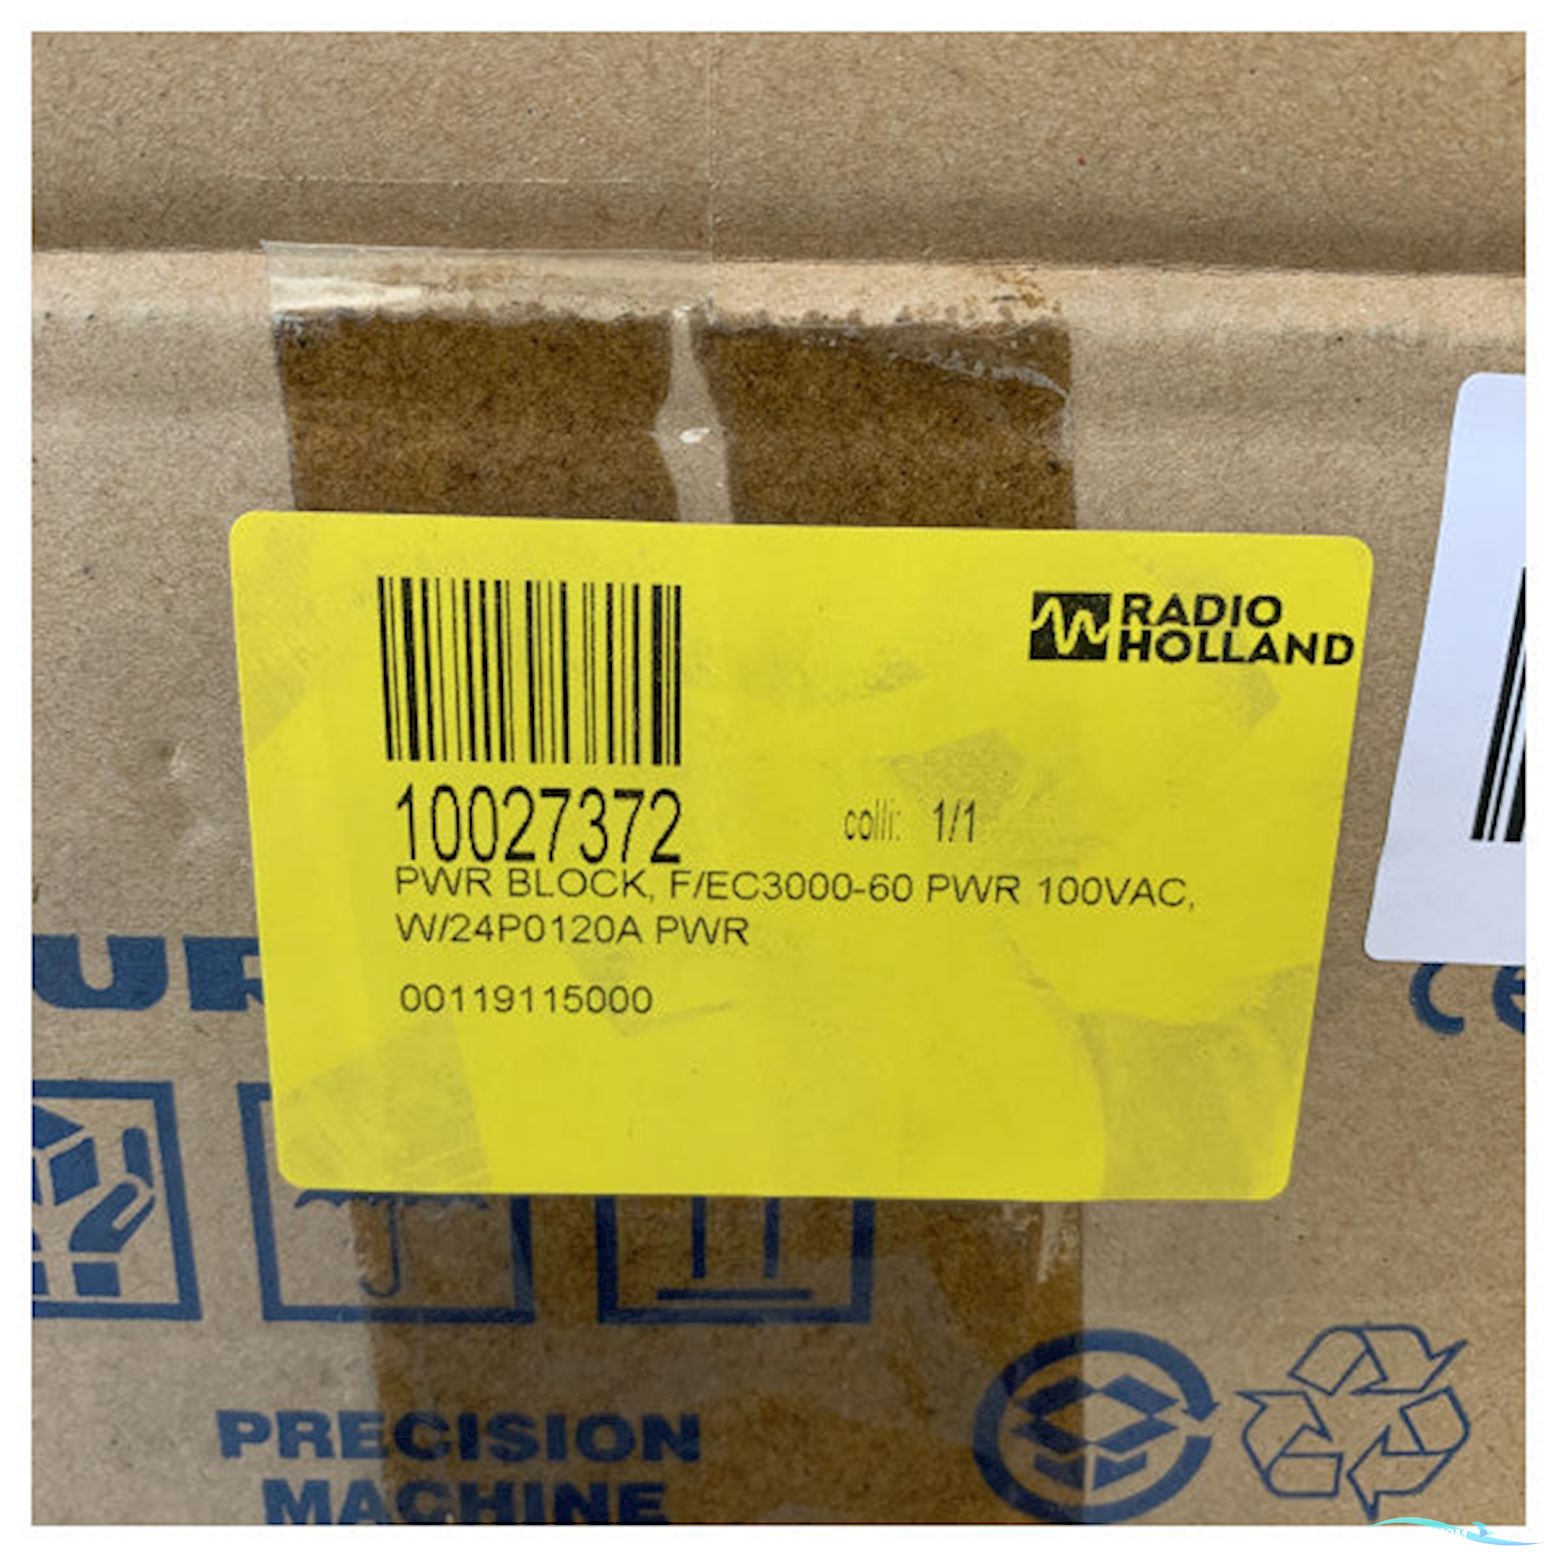 RADIO
HOLLAND
10027372
colli: 1/1
PWR BLOCK, F/EC3000-60 PWR 100VAC,
W/24P0120A PWR
00119115000
PRECISION
MACHINE